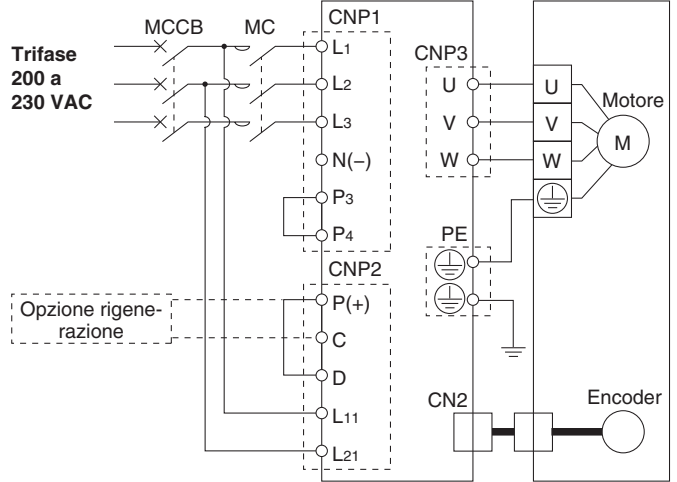 MCCB MC CNP1
Trifase
200 a
230 VAC
L1
L2
L3
N(–)
P3
P4
CNP3
U
V
W
U
V
W
Motore
M
PE
CNP2
Opzione rigene-
razione
P(+)
C
D
L11
L21
CN2
Encoder